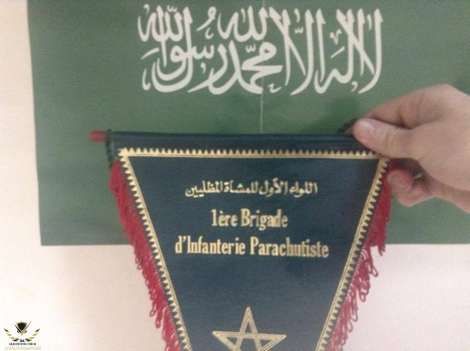 لا إله إلا الله محمد رسول الله
اللواء الأول للمشاة المظليين
1ère Brigade
d'Infanterie Parachutiste